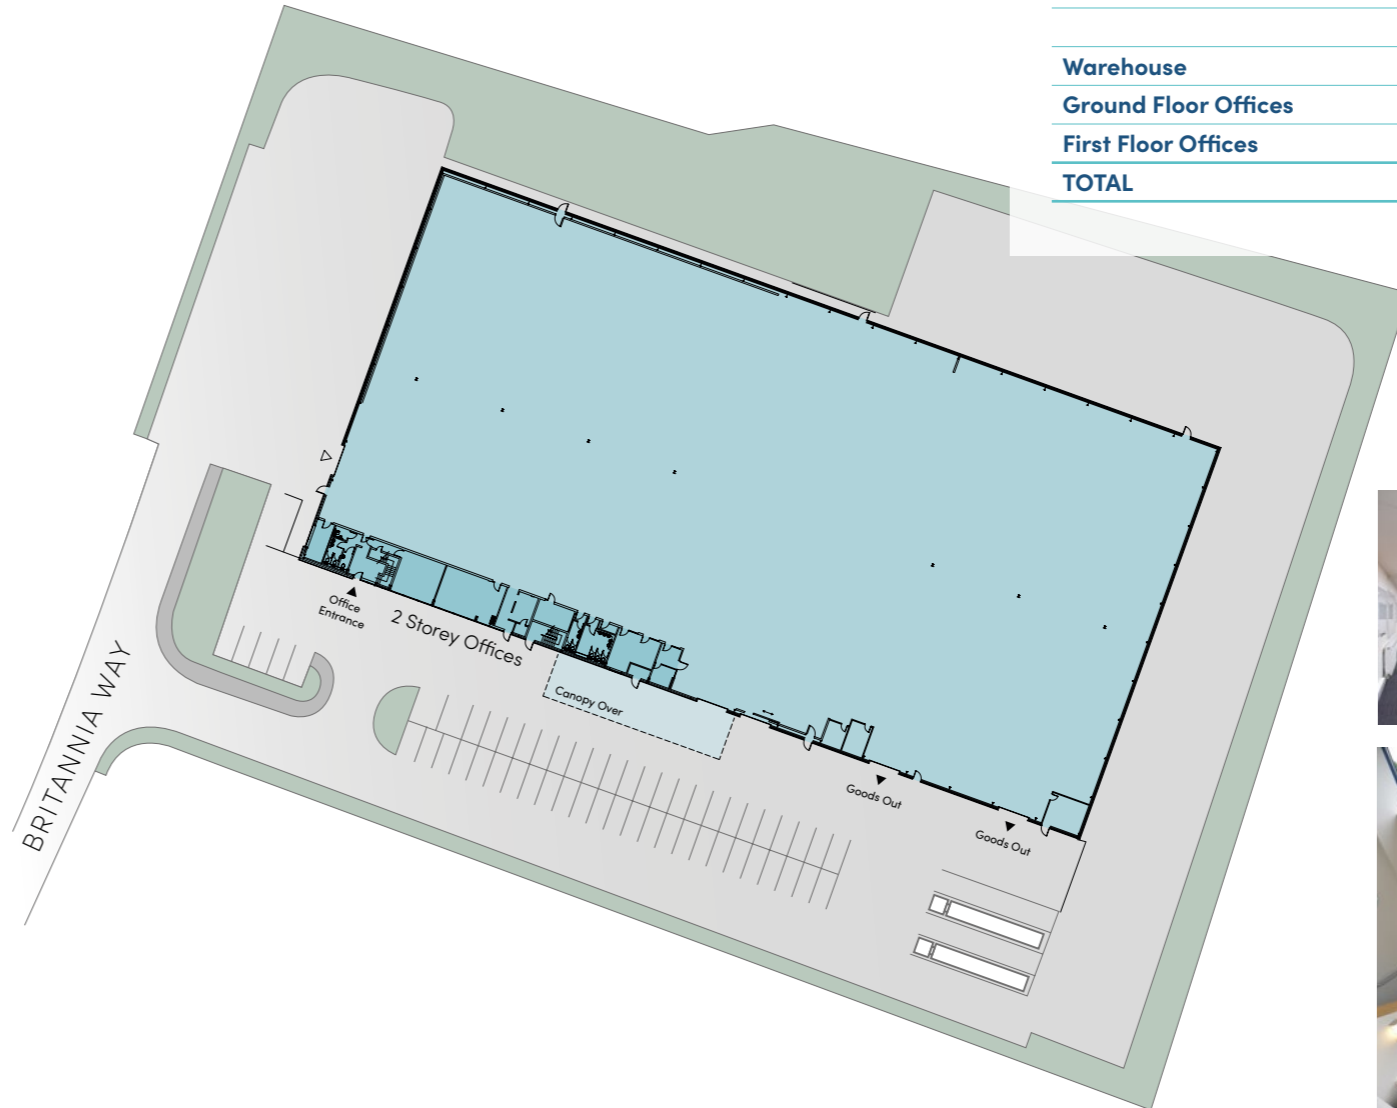 Warehouse
Ground Floor Offices
First Floor Offices
TOTAL
Office
Entrance
2 Storey Offices
Canopy Over
Goods Out
Goods Out
BRITANNIA WAY